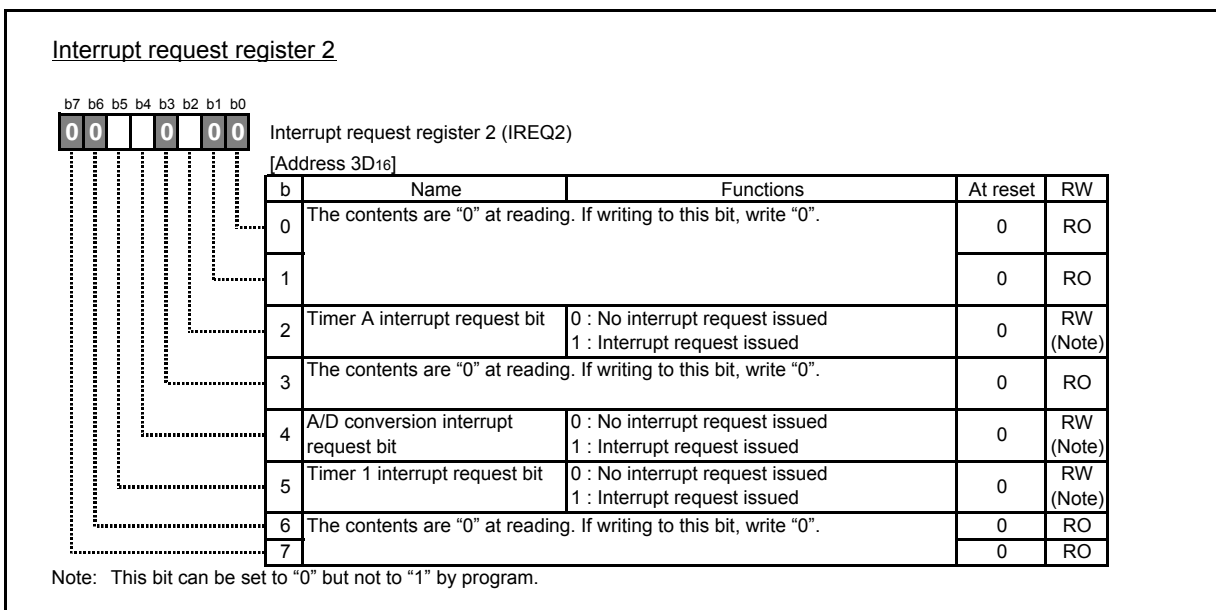 Interrupt request register 2
b7 b6 b5 b4 b3 b2 b1 b0
0 0 0 0 0
Interrupt request register 2 (IREQ2)
[Address 3D16]
b Name Functions At reset RW
0 The contents are “0” at reading. If writing to this bit, write “0”. 0 RO
1 0 RO
2 Timer A interrupt request bit 0 : No interrupt request issued 0 RW
1 : Interrupt request issued (Note)
3 The contents are “0” at reading. If writing to this bit, write “0”. 0 RO
4 A/D conversion interrupt 0 : No interrupt request issued 0 RW
request bit 1 : Interrupt request issued (Note)
5 Timer 1 interrupt request bit 0 : No interrupt request issued 0 RW
1 : Interrupt request issued (Note)
6 The contents are “0” at reading. If writing to this bit, write “0”. 0 RO
7 0 RO
Note: This bit can be set to “0” but not to “1” by program.